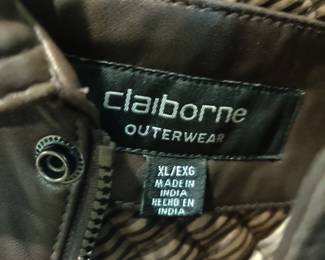 claiborne
OUTERWEAR
XL/EXG
MADE IN
INDIA
HECHO EN
INDIA